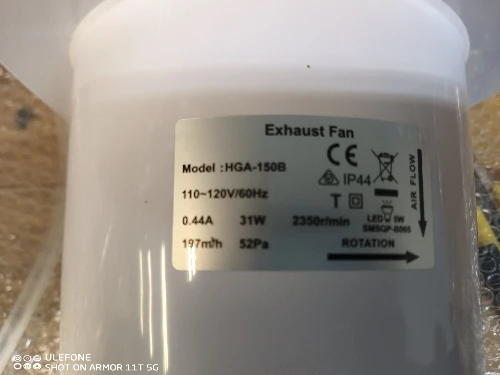 Exhaust Fan
Model :HGA-150B
CE
IP44
110~120V/60Hz
T
0.44A 31W 2350r/min
LED 5W
197m³/h 52Pa
ROTATION
AIR FLOW
ULEFONE
SHOT ON ARMOR 11T 5G